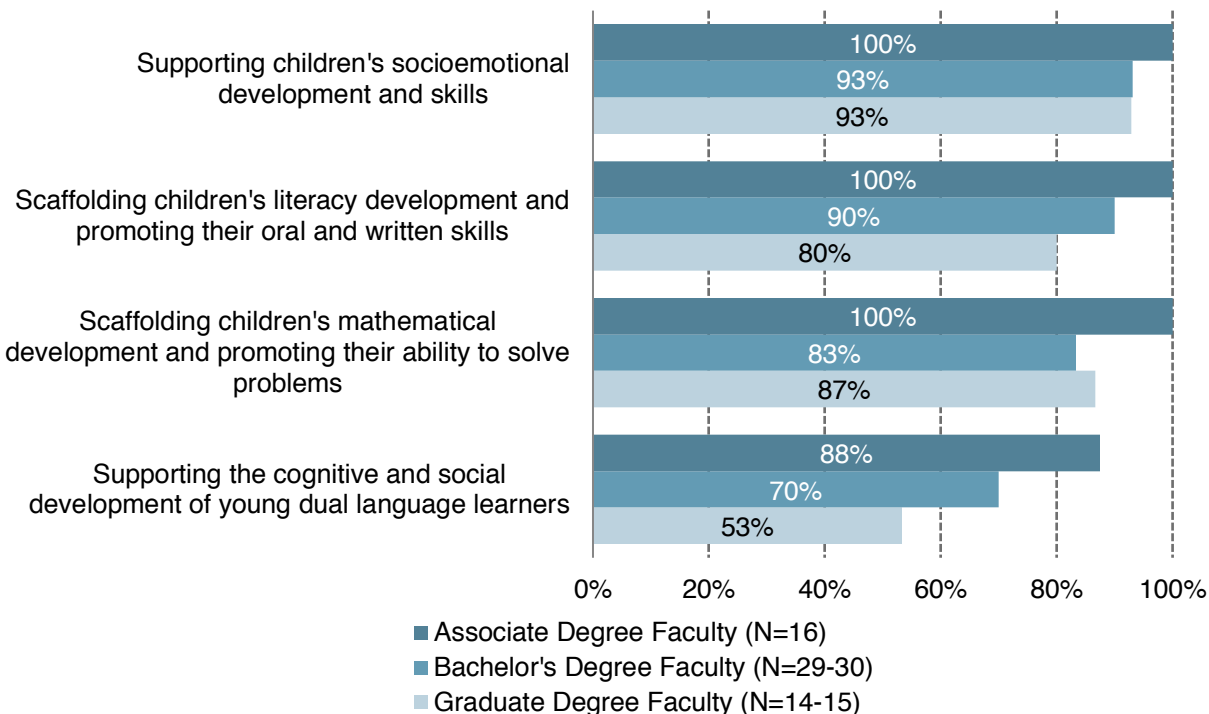 Supporting children's socioemotional
development and skills
100%
93%
93%
Scaffolding children's literacy development and
promoting their oral and written skills
100%
90%
80%
Scaffolding children's mathematical
development and promoting their ability to solve
problems
100%
83%
87%
Supporting the cognitive and social
development of young dual language learners
88%
70%
53%
0% 20% 40% 60% 80% 100%
Associate Degree Faculty (N=16)
Bachelor's Degree Faculty (N=29-30)
Graduate Degree Faculty (N=14-15)